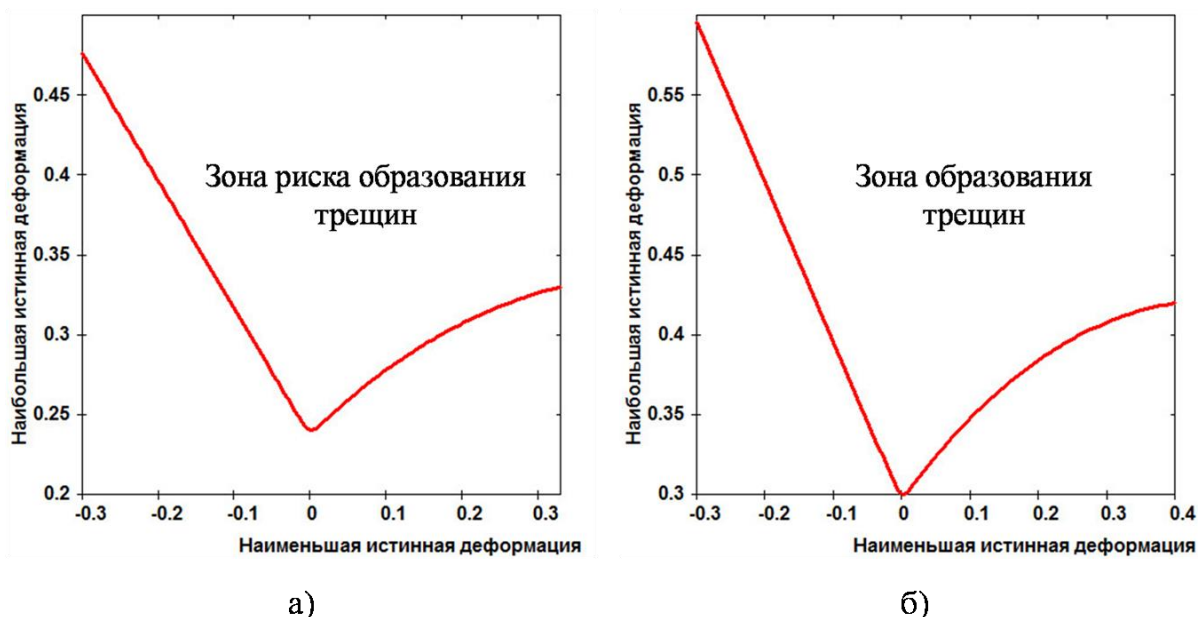 Наибольшая истинная деформация
0.45
0.4
0.35
0.3
0.25
0.2
Зона риска образования
трещин
-0.3 -0.2 -0.1 0 0.1 0.2 0.3
Наименьшая истинная деформация
а)
Наибольшая истинная деформация
0.55
0.5
0.45
0.4
0.35
0.3
Зона образования
трещин
-0.3 -0.2 -0.1 0 0.1 0.2 0.3 0.4
Наименьшая истинная деформация
б)